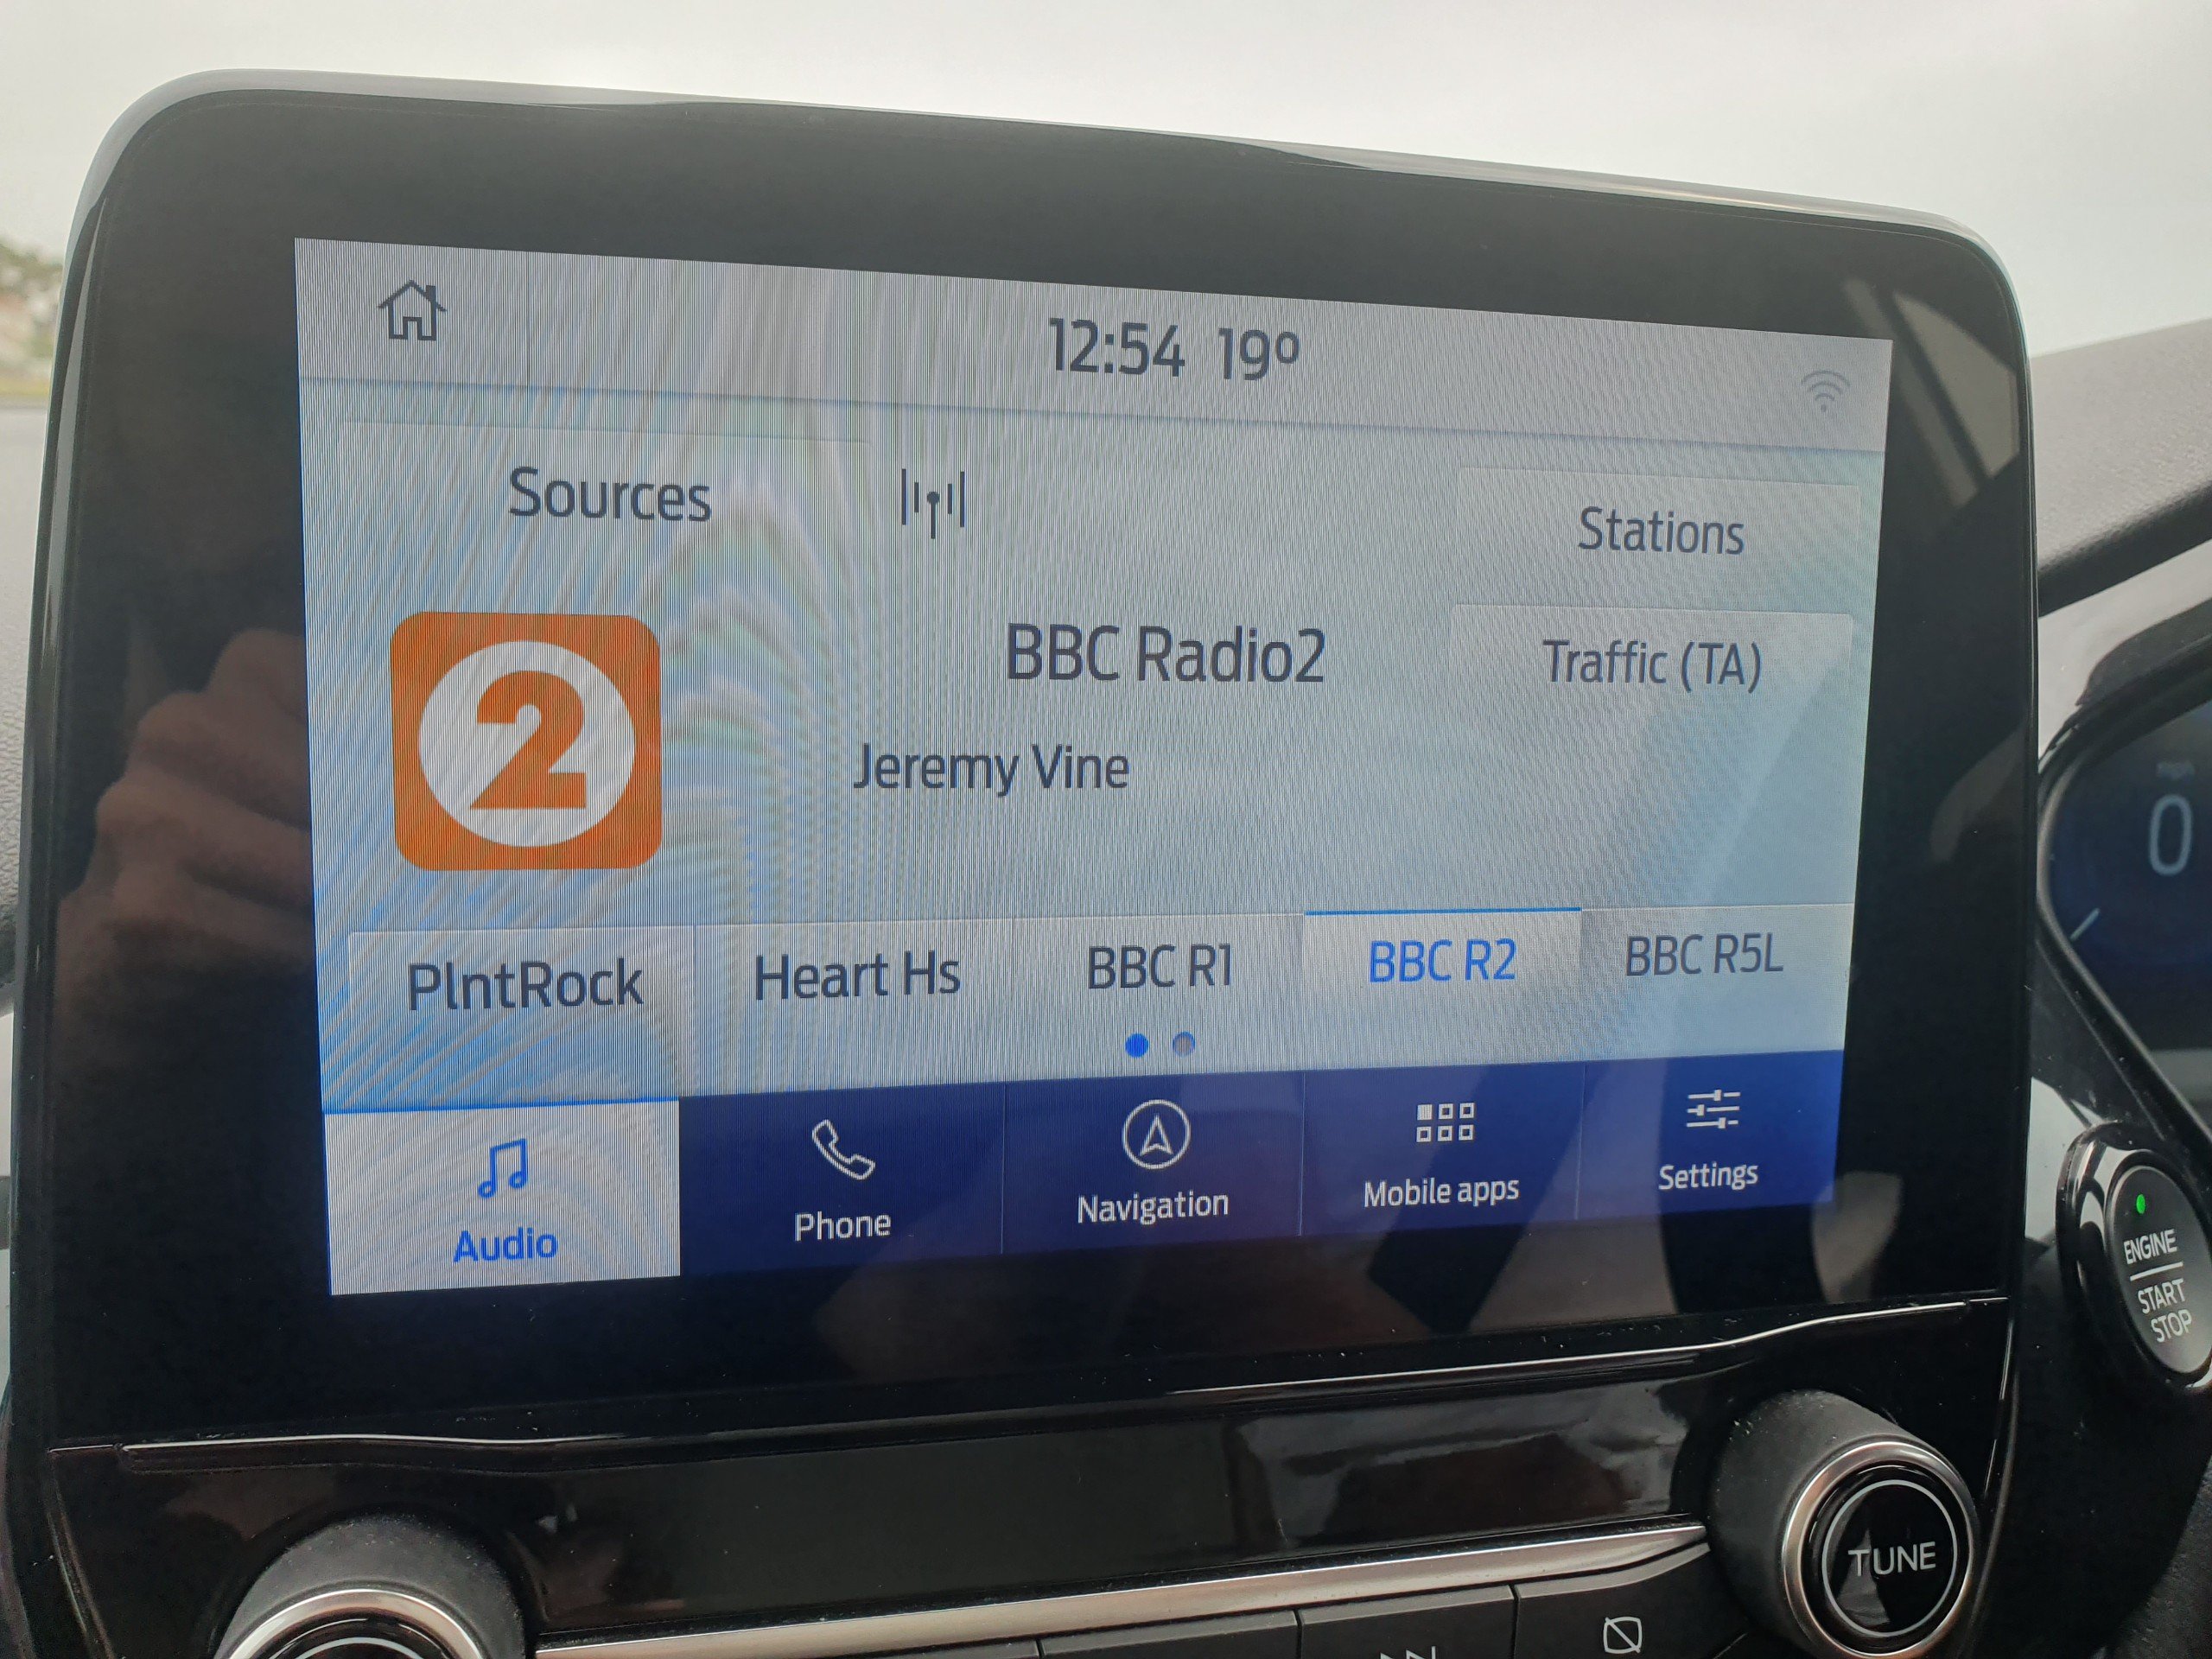 12:54 19°
Sources
Stations
BBC Radio2
Traffic (TA)
2
Jeremy Vine
mph
0
PlntRock
Heart Hs
BBC R1
BBC R2
BBC R5L
Audio
Phone
Navigation
Mobile apps
Settings
ENGINE
START
STOP
TUNE